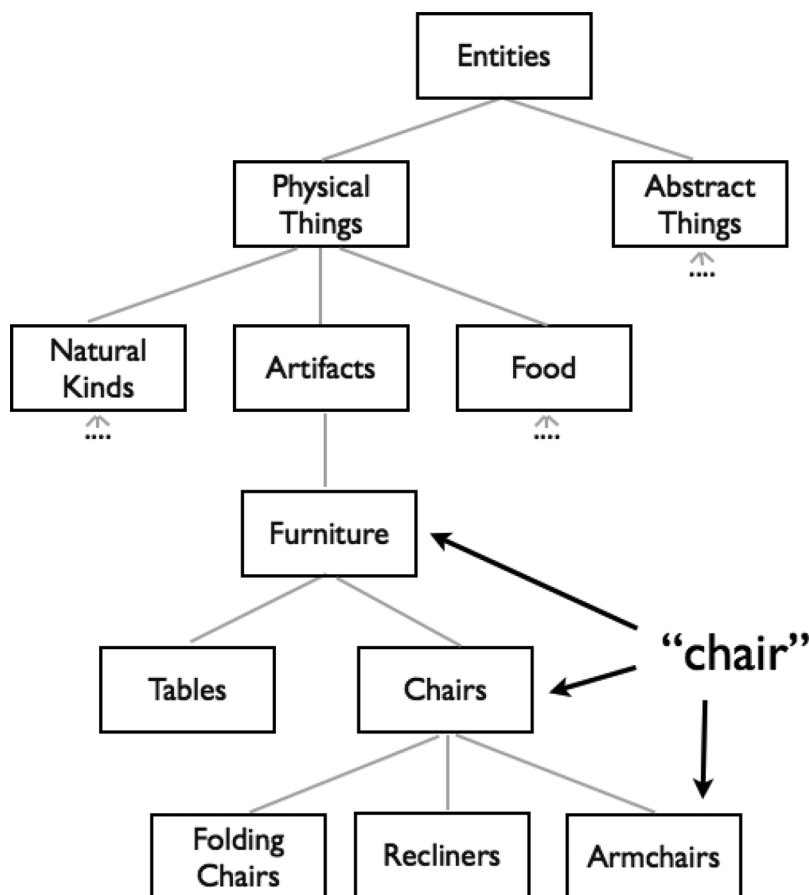 Entities
Physical
Things
Abstract
Things
....
Natural
Kinds
Artifacts
Food
....
....
Furniture
“chair”
Tables
Chairs
Folding
Chairs
Recliners
Armchairs